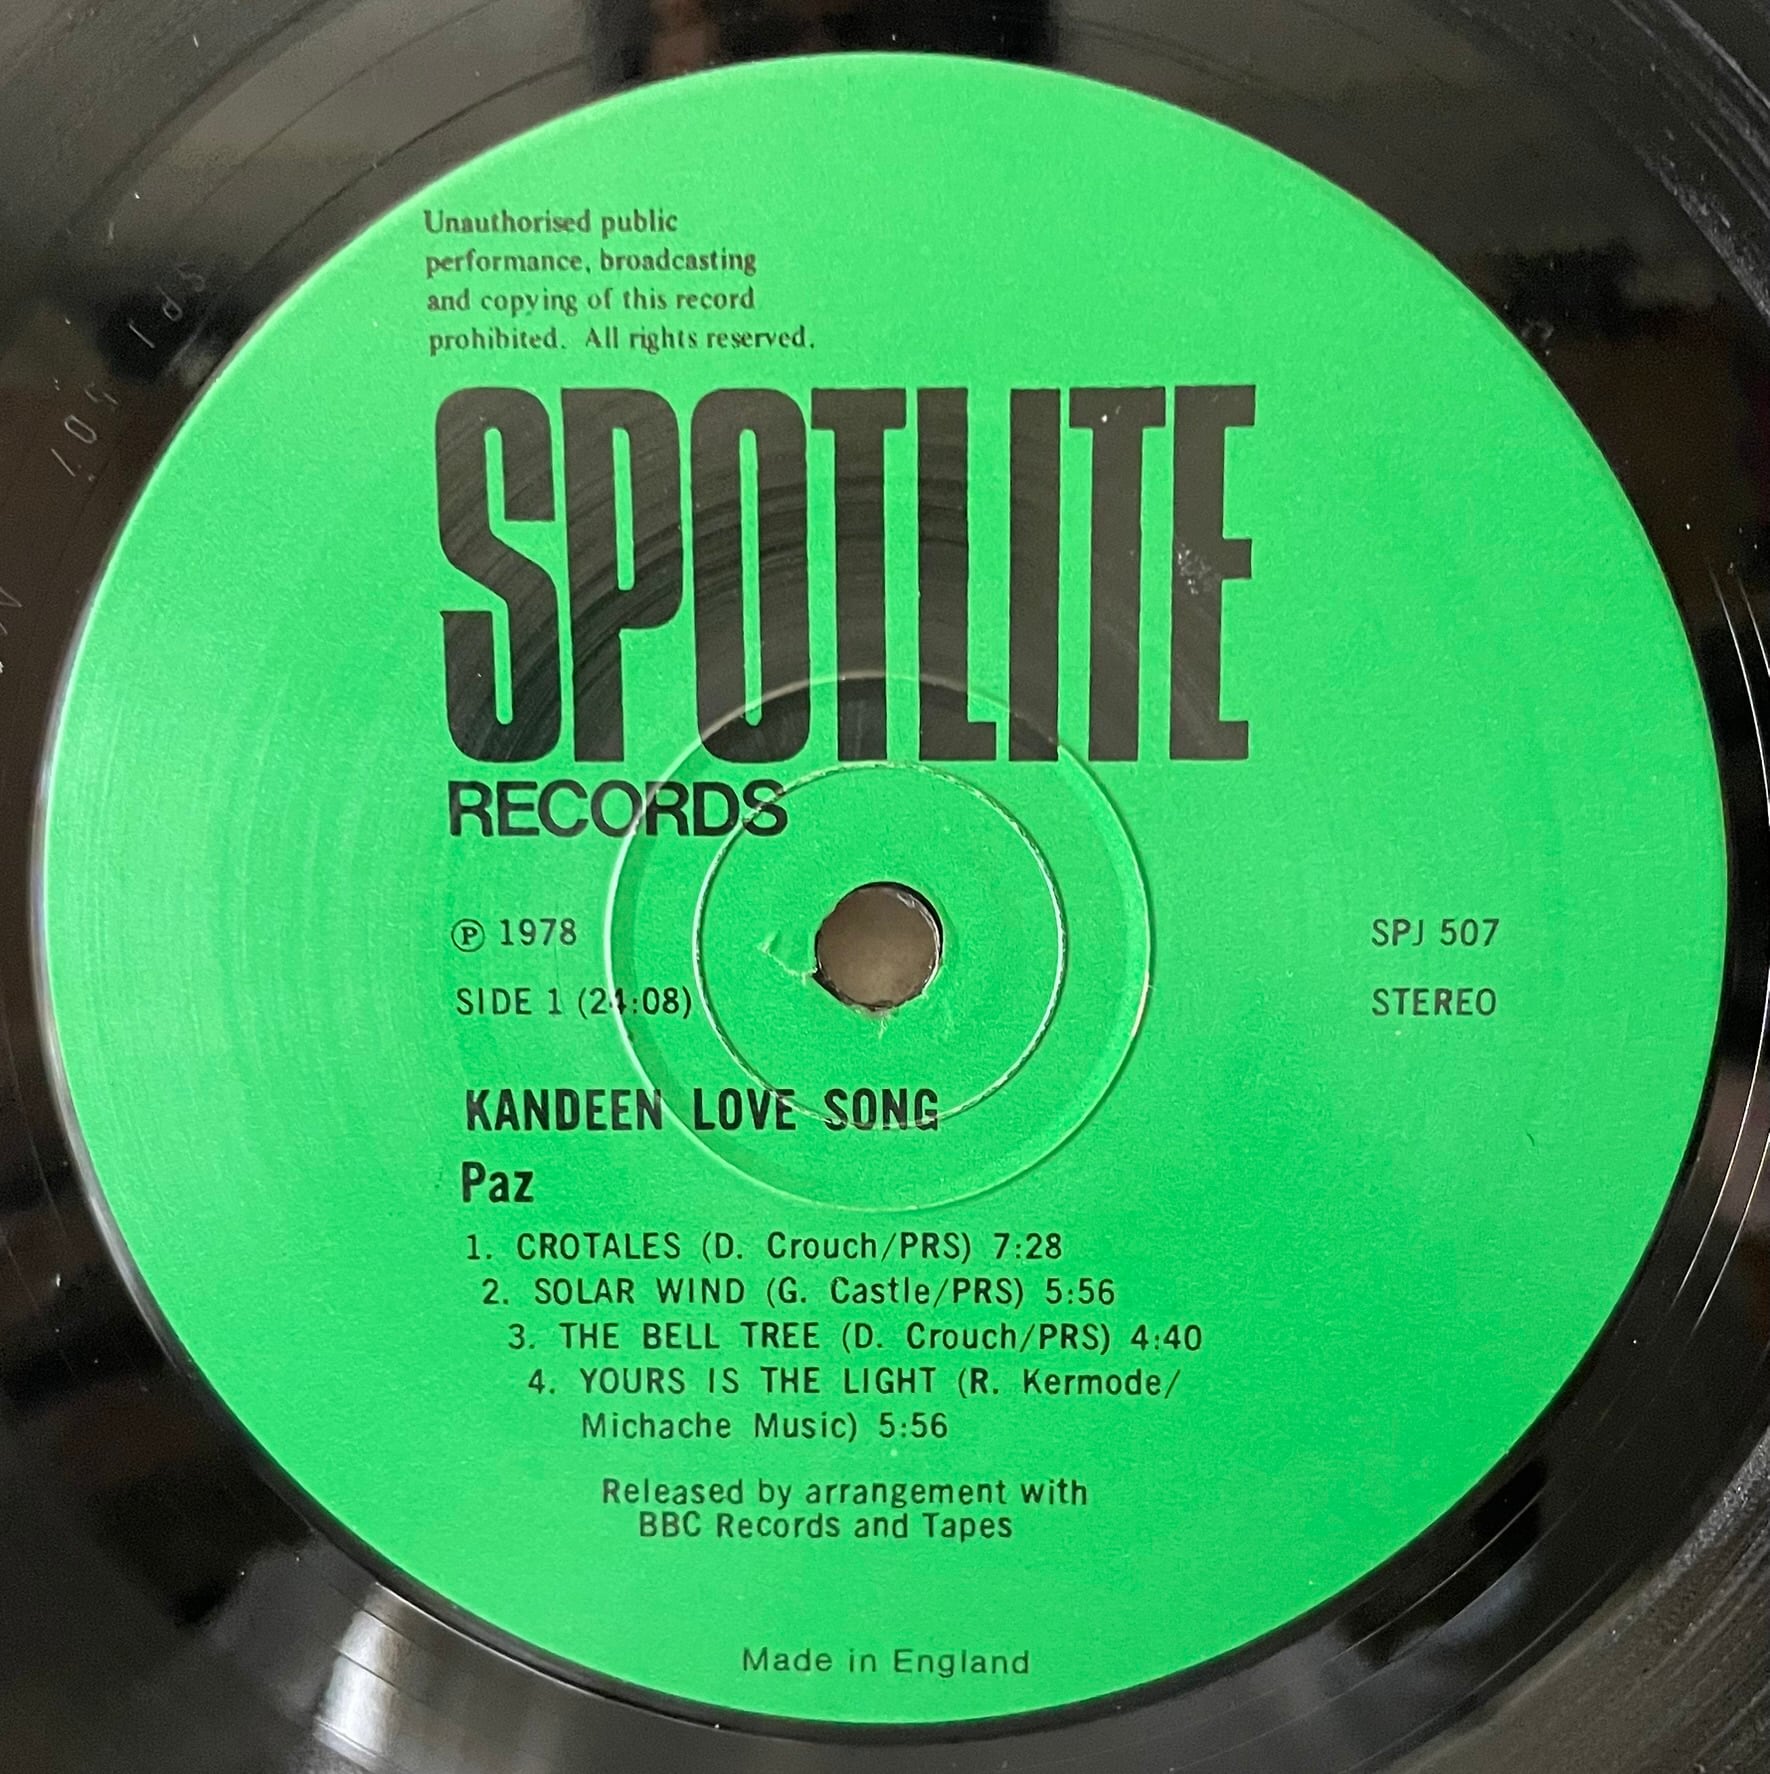 Unauthorised public
performance, broadcasting
and copying of this record
prohibited. All rights reserved.
SPOTLITE
RECORDS
Ⓟ 1978
SPJ 507
SIDE 1 (24:08)
STEREO
KANDEEN LOVE SONG
Paz
1. CROTALES (D. Crouch/PRS) 7:28
2. SOLAR WIND (G. Castle/PRS) 5:56
3. THE BELL TREE (D. Crouch/PRS) 4:40
4. YOURS IS THE LIGHT (R. Kermode/
Michache Music) 5:56
Released by arrangement with
BBC Records and Tapes
Made in England